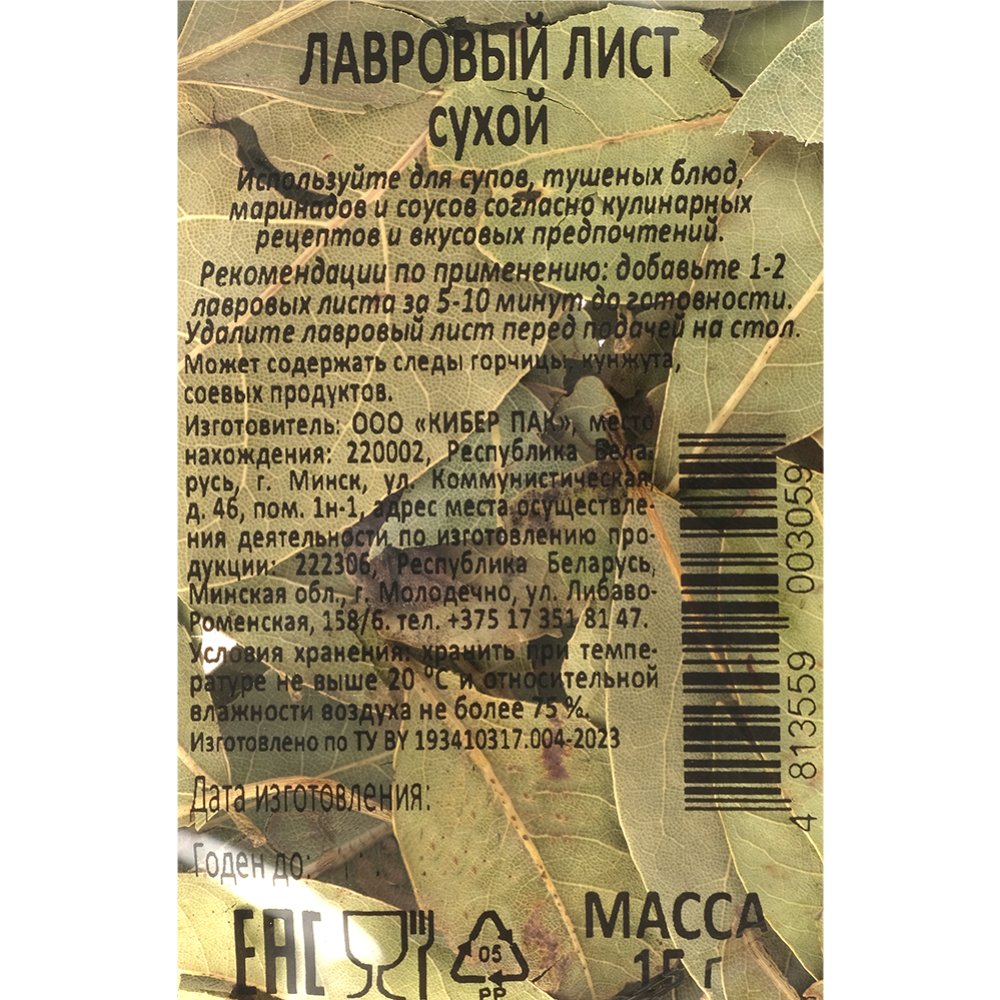 ЛАВРОВЫЙ ЛИСТ
СУХОЙ
Используйте для супов, тушеных блюд,
маринадов и соусов согласно кулинарных
рецептов и вкусовых предпочтений.
Рекомендации по применению: добавьте 1-2
лавровых листа за 5-10 минут до готовности.
Удалите лавровый лист перед подачей на стол.
Может содержать следы горчицы, кунжута,
соевых продуктов.
Изготовитель: ООО «КИБЕР ПАК», место
нахождения: 220002, Республика Бела-
русь, г. Минск, ул. Коммунистическая,
д. 46, пом. 1н-1, адрес места осуществле-
ния деятельности по изготовлению про-
дукции: 222306, Республика Беларусь,
Минская обл., г. Молодечно, ул. Либаво-
Роменская, 158/6. тел. +375 17 351 81 47.
Условия хранения: хранить при темпе-
ратуре не выше 20 °С и относительной
влажности воздуха не более 75 %.
Изготовлено по ТУ BY 193410317.004-2023
Дата изготовления:
Годен до:
4 813559 003059
ЕАС
05
PP
МАССА
15 г